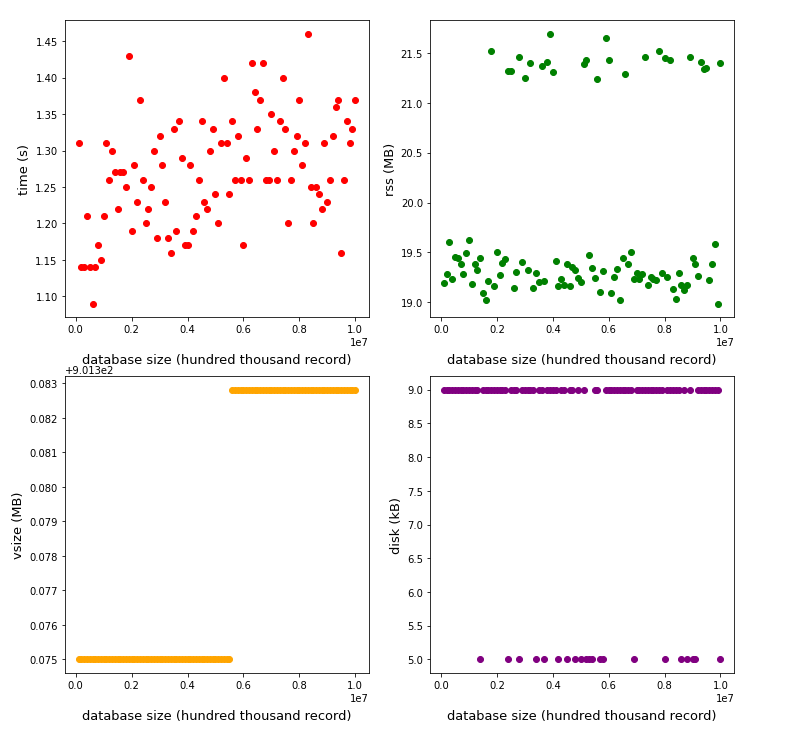 1.45
1.40
1.35
1.30
1.25
1.20
1.15
1.10
time (s)
0.0 0.2 0.4 0.6 0.8 1.0
1e7
database size (hundred thousand record)
21.5
21.0
20.5
20.0
19.5
19.0
rss (MB)
0.0 0.2 0.4 0.6 0.8 1.0
1e7
database size (hundred thousand record)
+9.013e2
0.083
0.082
0.080
0.079
0.078
0.077
0.076
0.075
vsize (MB)
0.0 0.2 0.4 0.6 0.8 1.0
1e7
database size (hundred thousand record)
9.0
8.5
8.0
7.5
7.0
6.5
6.0
5.5
5.0
disk (kB)
0.0 0.2 0.4 0.6 0.8 1.0
1e7
database size (hundred thousand record)